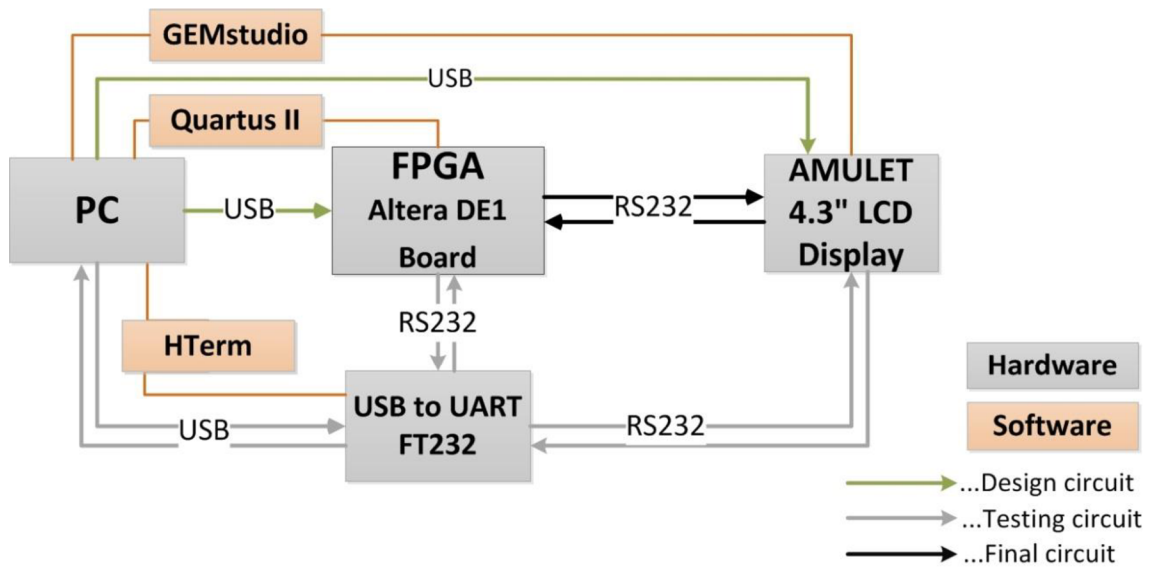 GEMstudio
USB
Quartus II
PC
USB
FPGA
Altera DE1
Board
RS232
AMULET
4.3" LCD
Display
RS232
HTerm
USB to UART
FT232
USB
RS232
Hardware
Software
...Design circuit
...Testing circuit
...Final circuit